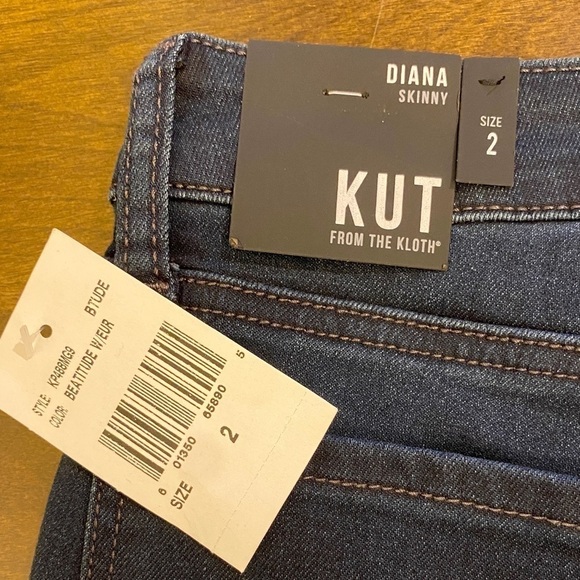 DIANA
SKINNY
KUT
FROM THE KLOTH®
SIZE
2
STYLE: KP468MG9
COLOR: BEATITUDE W/EUR
BTUDE
6 01350 65890 5
SIZE 2